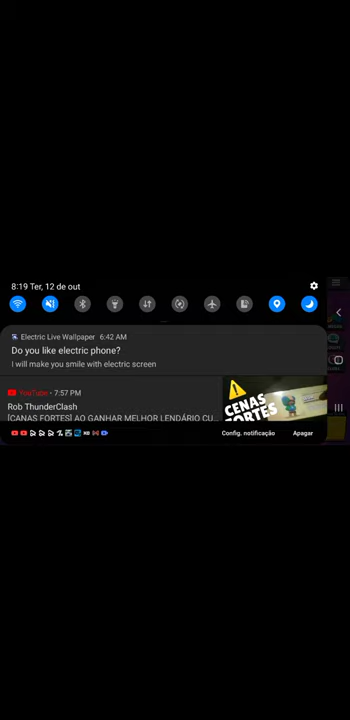 8:19 Ter, 12 de out
Electric Live Wallpaper 6:42 AM
Do you like electric phone?
I will make you smile with electric screen
YouTube • 7:57 PM
Rob ThunderClash
[CANAS FORTES] AO GANHAR MELHOR LENDÁRIO CU...
CENAS
FORTES
Config. notificação Apagar